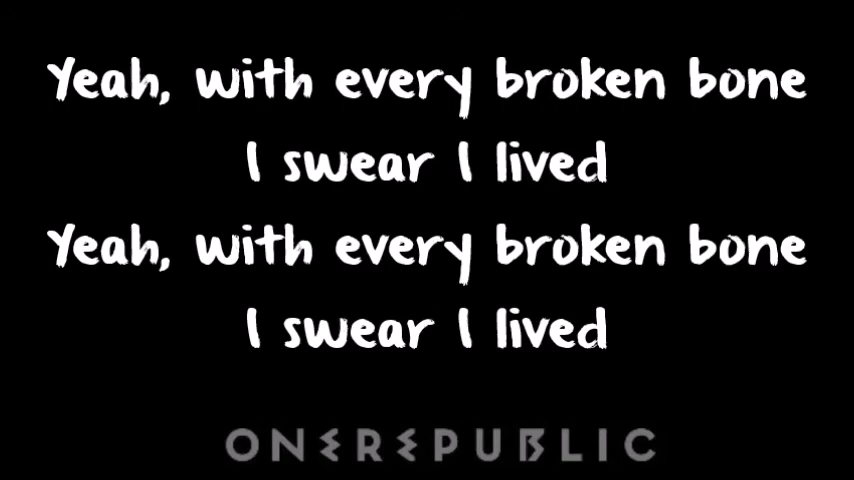 Yeah, with every broken bone
I swear I lived
Yeah, with every broken bone
I swear I lived
ONEREPUBLIC